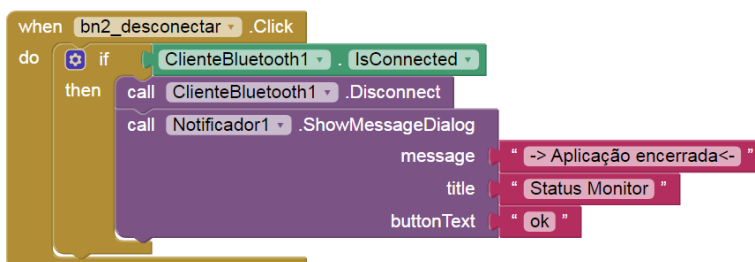 when bn2_desconectar .Click
do if ClienteBluetooth1 . IsConnected
then call ClienteBluetooth1 .Disconnect
call Notificador1 .ShowMessageDialog
message " -> Aplicação encerrada<- "
title " Status Monitor "
buttonText " ok "